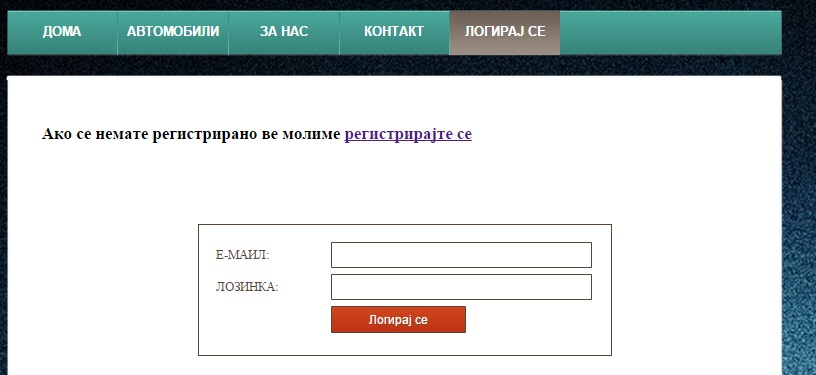 ДОМА АВТОМОБИЛИ ЗА НАС КОНТАКТ ЛОГИРАЈ СЕ
Ако се немате регистрирано ве молиме регистрирајте се
Е-МАИЛ:
ЛОЗИНКА:
Логирај се